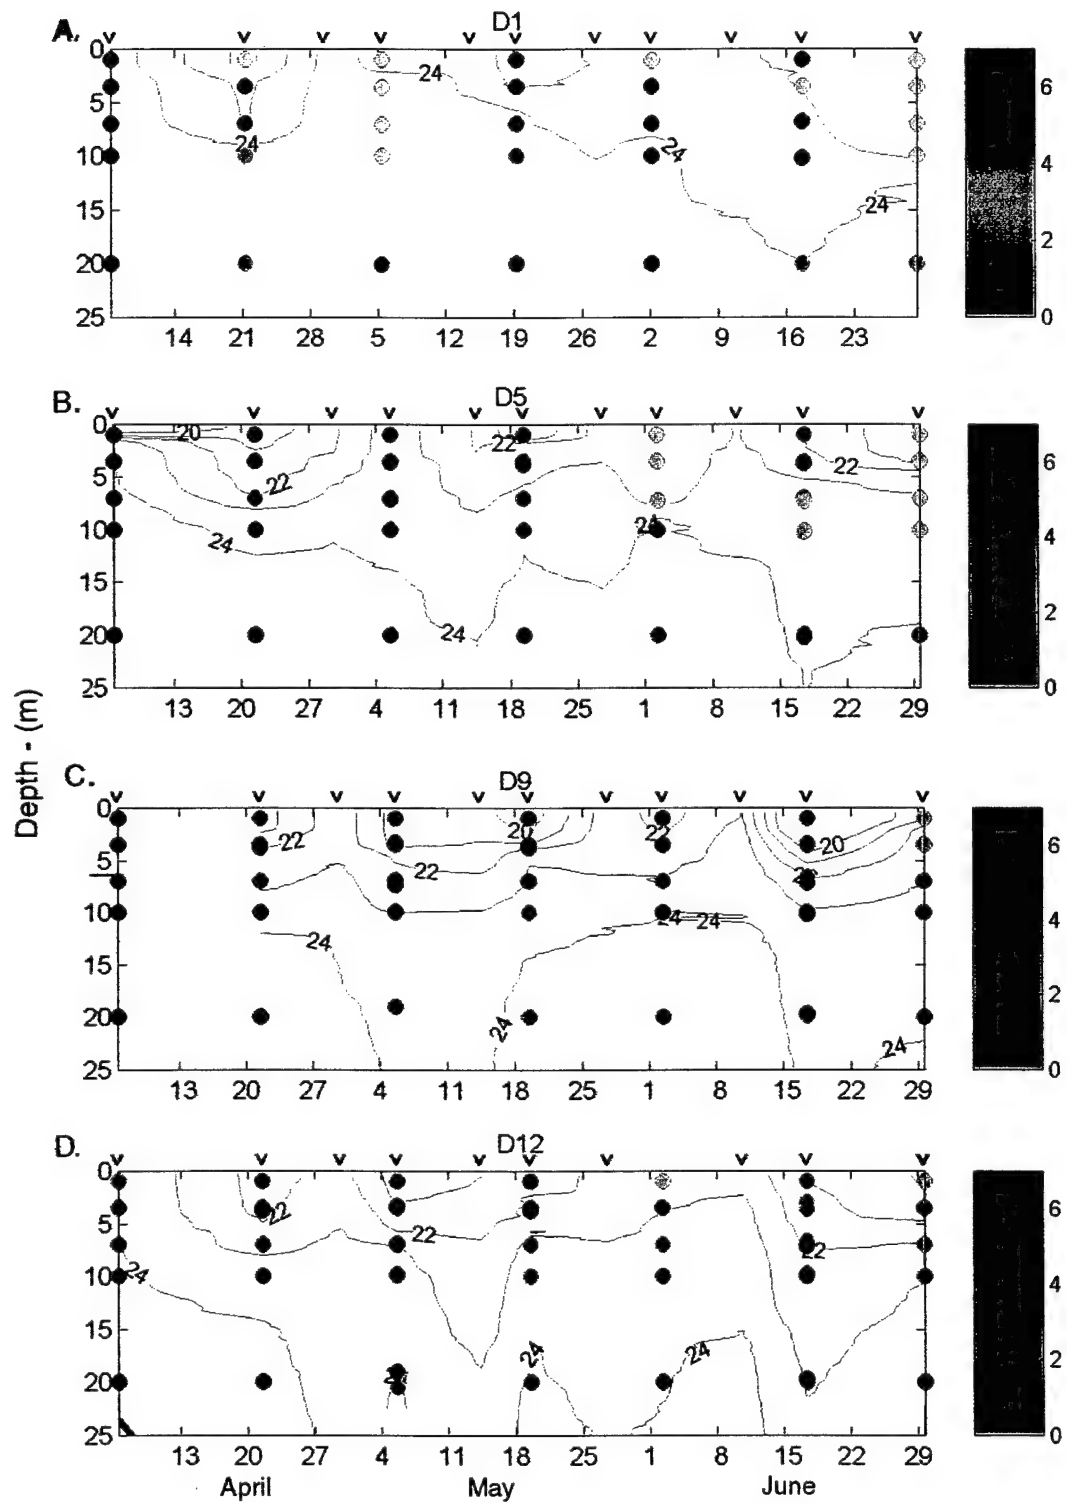 A. D1
v v v v v v v v v v v
0 5 10 15 20 25
24 24 24 24
14 21 28 5 12 19 26 2 9 16 23
6 4 2 0
B. D5
v v v v v v v v v v
0 5 10 15 20 25
20 22 24 22 24 24 22
13 20 27 4 11 18 25 1 8 15 22 29
6 4 2 0
Depth - (m)
C. D9
v v v v v v v v v v
0 5 10 15 20 25
22 24 22 20 24 22 24 24 20 24
13 20 27 4 11 18 25 1 8 15 22 29
6 4 2 0
D. D12
v v v v v v v v v
0 5 10 15 20 25
24 22 22 24 24 22
13 20 27 4 11 18 25 1 8 15 22 29
6 4 2 0
April May June